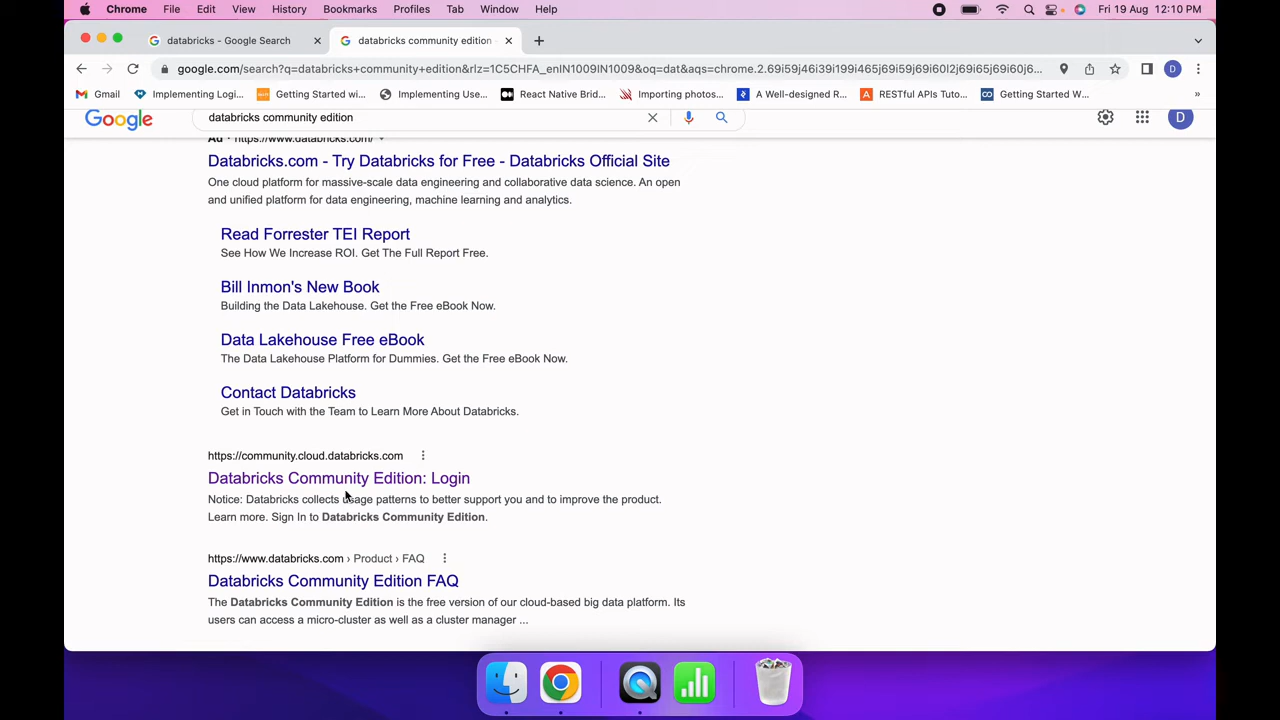 Chrome File Edit View History Bookmarks Profiles Tab Window Help Fri 19 Aug 12:10 PM
databricks - Google Search databricks community edition
google.com/search?q=databricks+community+edition&rlz=1C5CHFA_enIN1009IN1009&oq=dat&aqs=chrome.2.69i59j46i39i199i465j69i59j69i60l2j69i65j69i60j6...
Gmail Implementing Logi... Getting Started wi... Implementing Use... React Native Brid... Importing photos... A Well-designed R... RESTful APIs Tuto... Getting Started W... »
Google databricks community edition D
Ad · https://www.databricks.com/
Databricks.com - Try Databricks for Free - Databricks Official Site
One cloud platform for massive-scale data engineering and collaborative data science. An open
and unified platform for data engineering, machine learning and analytics.
Read Forrester TEI Report
See How We Increase ROI. Get The Full Report Free.
Bill Inmon's New Book
Building the Data Lakehouse. Get the Free eBook Now.
Data Lakehouse Free eBook
The Data Lakehouse Platform for Dummies. Get the Free eBook Now.
Contact Databricks
Get in Touch with the Team to Learn More About Databricks.
https://community.cloud.databricks.com
Databricks Community Edition: Login
Notice: Databricks collects usage patterns to better support you and to improve the product.
Learn more. Sign In to Databricks Community Edition.
https://www.databricks.com › Product › FAQ
Databricks Community Edition FAQ
The Databricks Community Edition is the free version of our cloud-based big data platform. Its
users can access a micro-cluster as well as a cluster manager ...